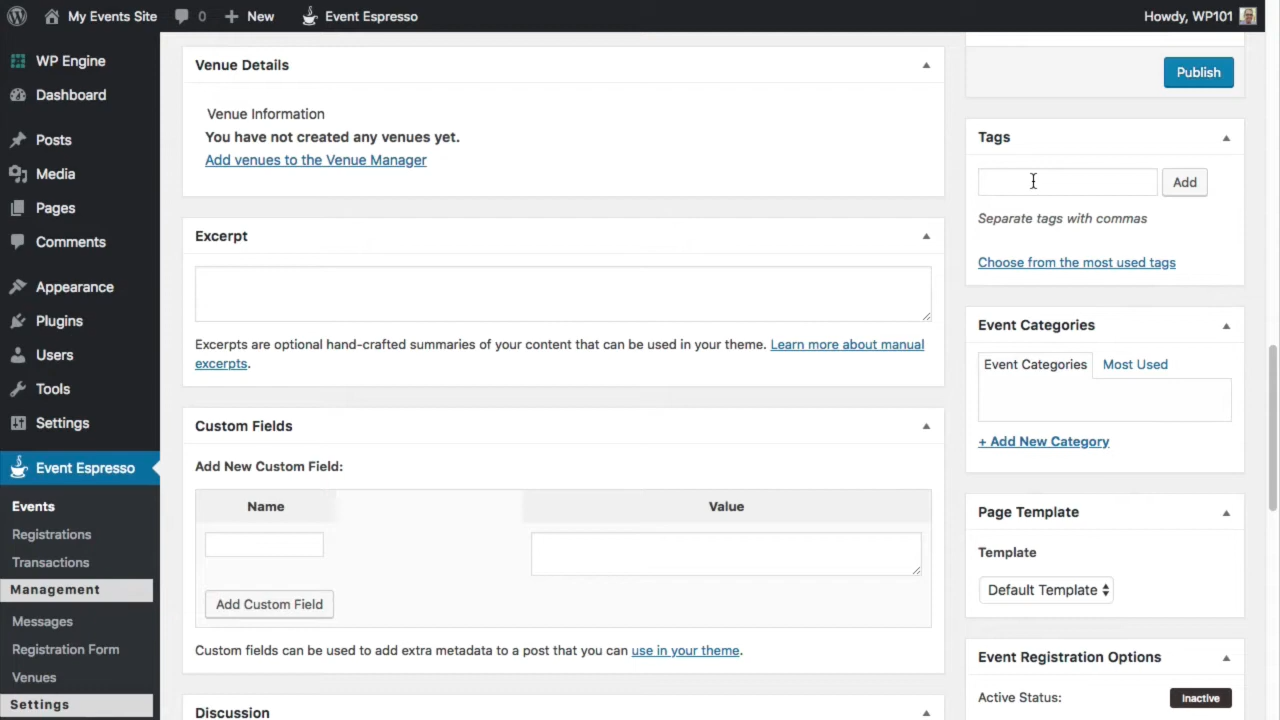 My Events Site
0
New
Event Espresso
Howdy, WP101
WP Engine
Dashboard
Posts
Media
Pages
Comments
Appearance
Plugins
Users
Tools
Settings
Event Espresso
Events
Registrations
Transactions
Management
Messages
Registration Form
Venues
Settings
Venue Details
Venue Information
You have not created any venues yet.
Add venues to the Venue Manager
Excerpt
Excerpts are optional hand-crafted summaries of your content that can be used in your theme. Learn more about manual
excerpts.
Custom Fields
Add New Custom Field:
Name
Value
Add Custom Field
Custom fields can be used to add extra metadata to a post that you can use in your theme.
Discussion
Publish
Tags
Add
Separate tags with commas
Choose from the most used tags
Event Categories
Event Categories
Most Used
+ Add New Category
Page Template
Template
Default Template
Event Registration Options
Active Status:
Inactive